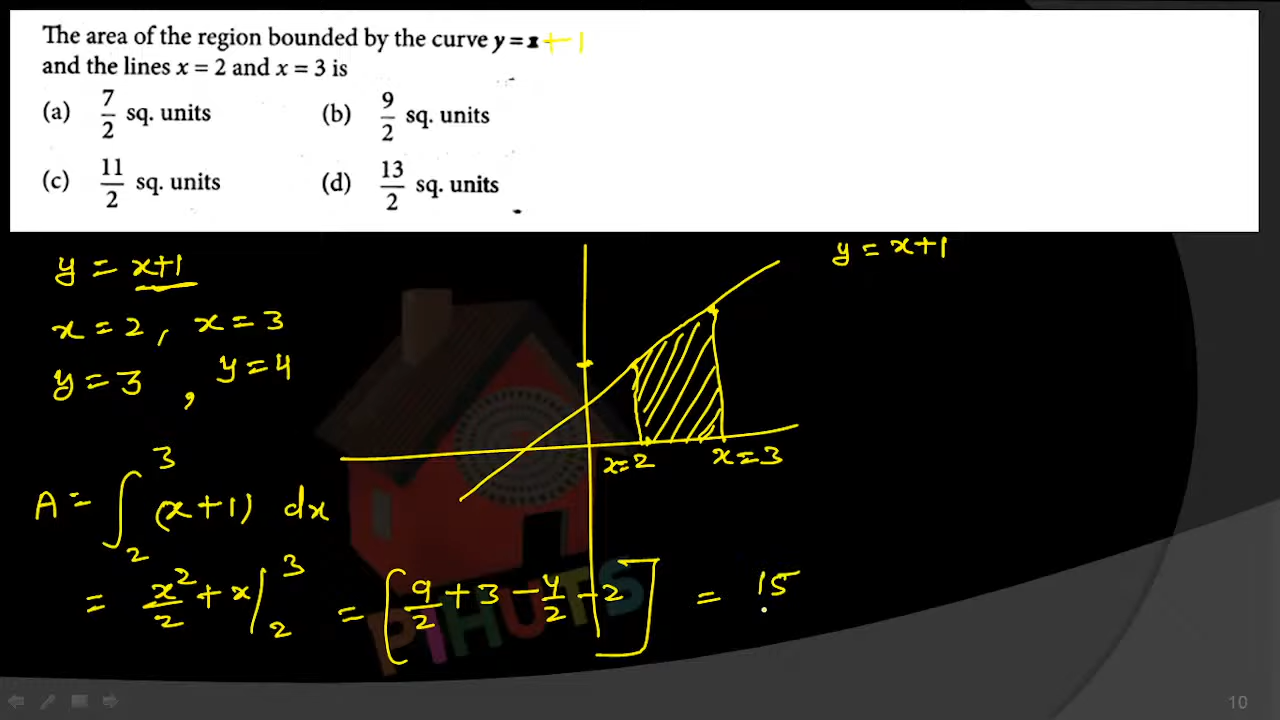 The area of the region bounded by the curve y = x + 1
and the lines x = 2 and x = 3 is
(a) 7/2 sq. units (b) 9/2 sq. units
(c) 11/2 sq. units (d) 13/2 sq. units
y = x+1
y = x+1
x = 2, x = 3
y = 3, y = 4
x=2 x=3
A = ∫₂³ (x+1) dx
= x²/2 + x |₂³ = [9/2 + 3 - 4/2 - 2] = 15
PiHUTS
10